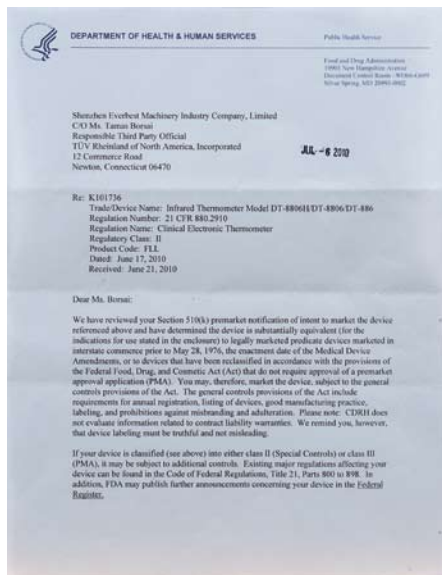 DEPARTMENT OF HEALTH & HUMAN SERVICES
Public Health Service
Food and Drug Administration
10903 New Hampshire Avenue
Document Control Room
Silver Spring, MD 20993-0002
Shenzhen Everbest Machinery Industry Company, Limited
C/O Ms. Tamas Borsai
Responsible Third Party Official
TÜV Rheinland of North America, Incorporated
12 Commerce Road
Newton, Connecticut 06470
JUL -6 2010
Re: K101736
Trade/Device Name: Infrared Thermometer Model DT-8806H/DT-8806/DT-886
Regulation Number: 21 CFR 880.2910
Regulation Name: Clinical Electronic Thermometer
Regulatory Class: II
Product Code: FLL
Dated: June 17, 2010
Received: June 21, 2010
Dear Ms. Borsai:
We have reviewed your Section 510(k) premarket notification of intent to market the device
referenced above and have determined the device is substantially equivalent (for the
indications for use stated in the enclosure) to legally marketed predicate devices marketed in
interstate commerce prior to May 28, 1976, the enactment date of the Medical Device
Amendments, or to devices that have been reclassified in accordance with the provisions of
the Federal Food, Drug, and Cosmetic Act (Act) that do not require approval of a premarket
approval application (PMA). You may, therefore, market the device, subject to the general
controls provisions of the Act. The general controls provisions of the Act include
requirements for annual registration, listing of devices, good manufacturing practice,
labeling, and prohibitions against misbranding and adulteration. Please note: CDRH does
not evaluate information related to contract liability warranties. We remind you, however,
that device labeling must be truthful and not misleading.
If your device is classified (see above) into either class II (Special Controls) or class III
(PMA), it may be subject to additional controls. Existing major regulations affecting your
device can be found in the Code of Federal Regulations, Title 21, Parts 800 to 898. In
addition, FDA may publish further announcements concerning your device in the Federal
Register.